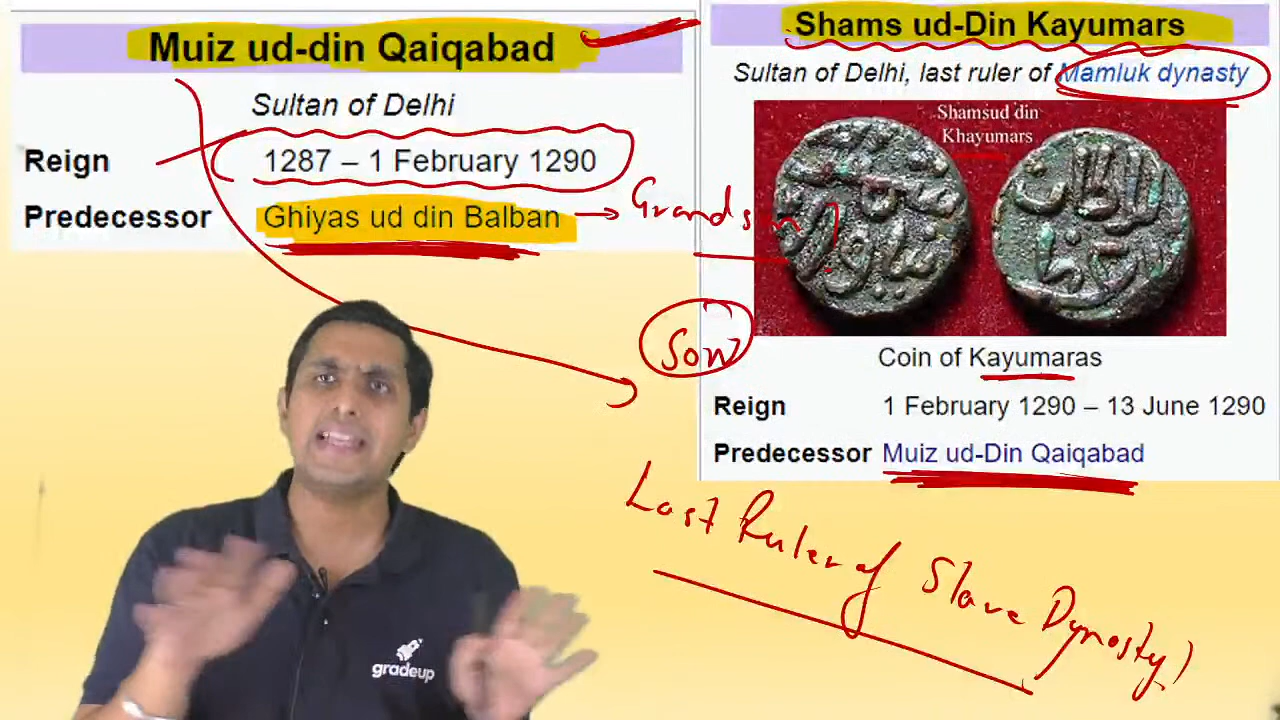 Muiz ud-din Qaiqabad
Sultan of Delhi
Reign 1287 – 1 February 1290
Predecessor Ghiyas ud din Balban
Grandson
Son
Shams ud-Din Kayumars
Sultan of Delhi, last ruler of Mamluk dynasty
Shamsud din
Khayumars
Coin of Kayumaras
Reign 1 February 1290 – 13 June 1290
Predecessor Muiz ud-Din Qaiqabad
Last Ruler of Slave Dynasty
gradeup